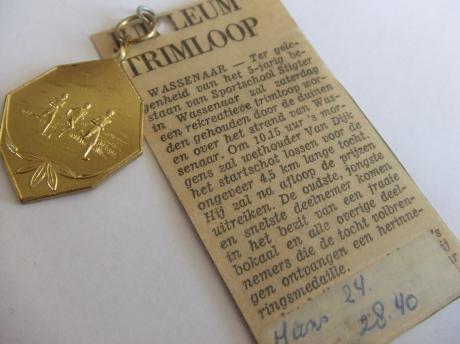 TRIMLOOP
WASSENAAR — Ter gele-
genheid van het 5-jarig be-
staan van Sportschool Stigter
in Wassenaar zal zaterdag
een rekreatieve trimloop wor-
den gehouden door de duinen
en over het strand van Was-
senaar. Om 10.15 uur 's mor-
gens zal wethouder Van Dijk
het startschot lossen voor de
ongeveer 4,5 km lange tocht.
Hij zal na afloop de prijzen
uitreiken. De oudste, jongste
en snelste deelnemer komen
in het bezit van een fraaie
bokaal en alle overige deel-
nemers die de tocht volbren-
gen ontvangen een herinne-
ringsmedaille.
Hans 24.
28.40